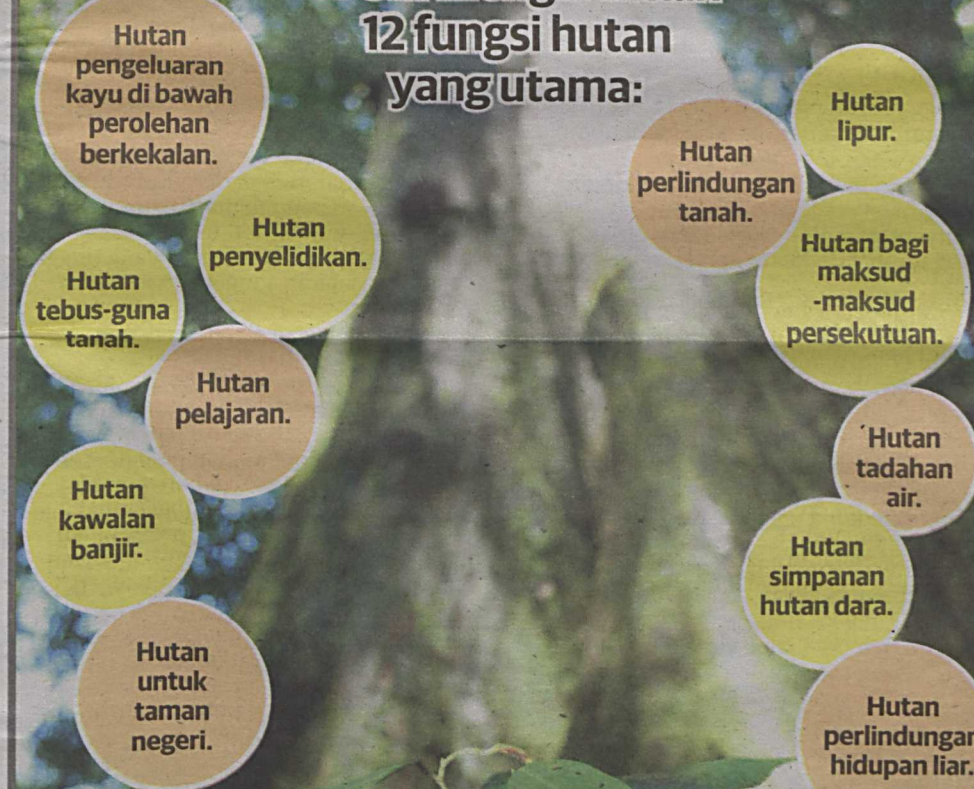 12 fungsi hutan
yang utama:
Hutan
pengeluaran
kayu di bawah
perolehan
berkekalan.
Hutan
penyelidikan.
Hutan
tebus-guna
tanah.
Hutan
pelajaran.
Hutan
kawalan
banjir.
Hutan
untuk
taman
negeri.
Hutan
lipur.
Hutan
perlindungan
tanah.
Hutan bagi
maksud
-maksud
persekutuan.
Hutan
tadahan
air.
Hutan
simpanan
hutan dara.
Hutan
perlindungan
hidupan liar.